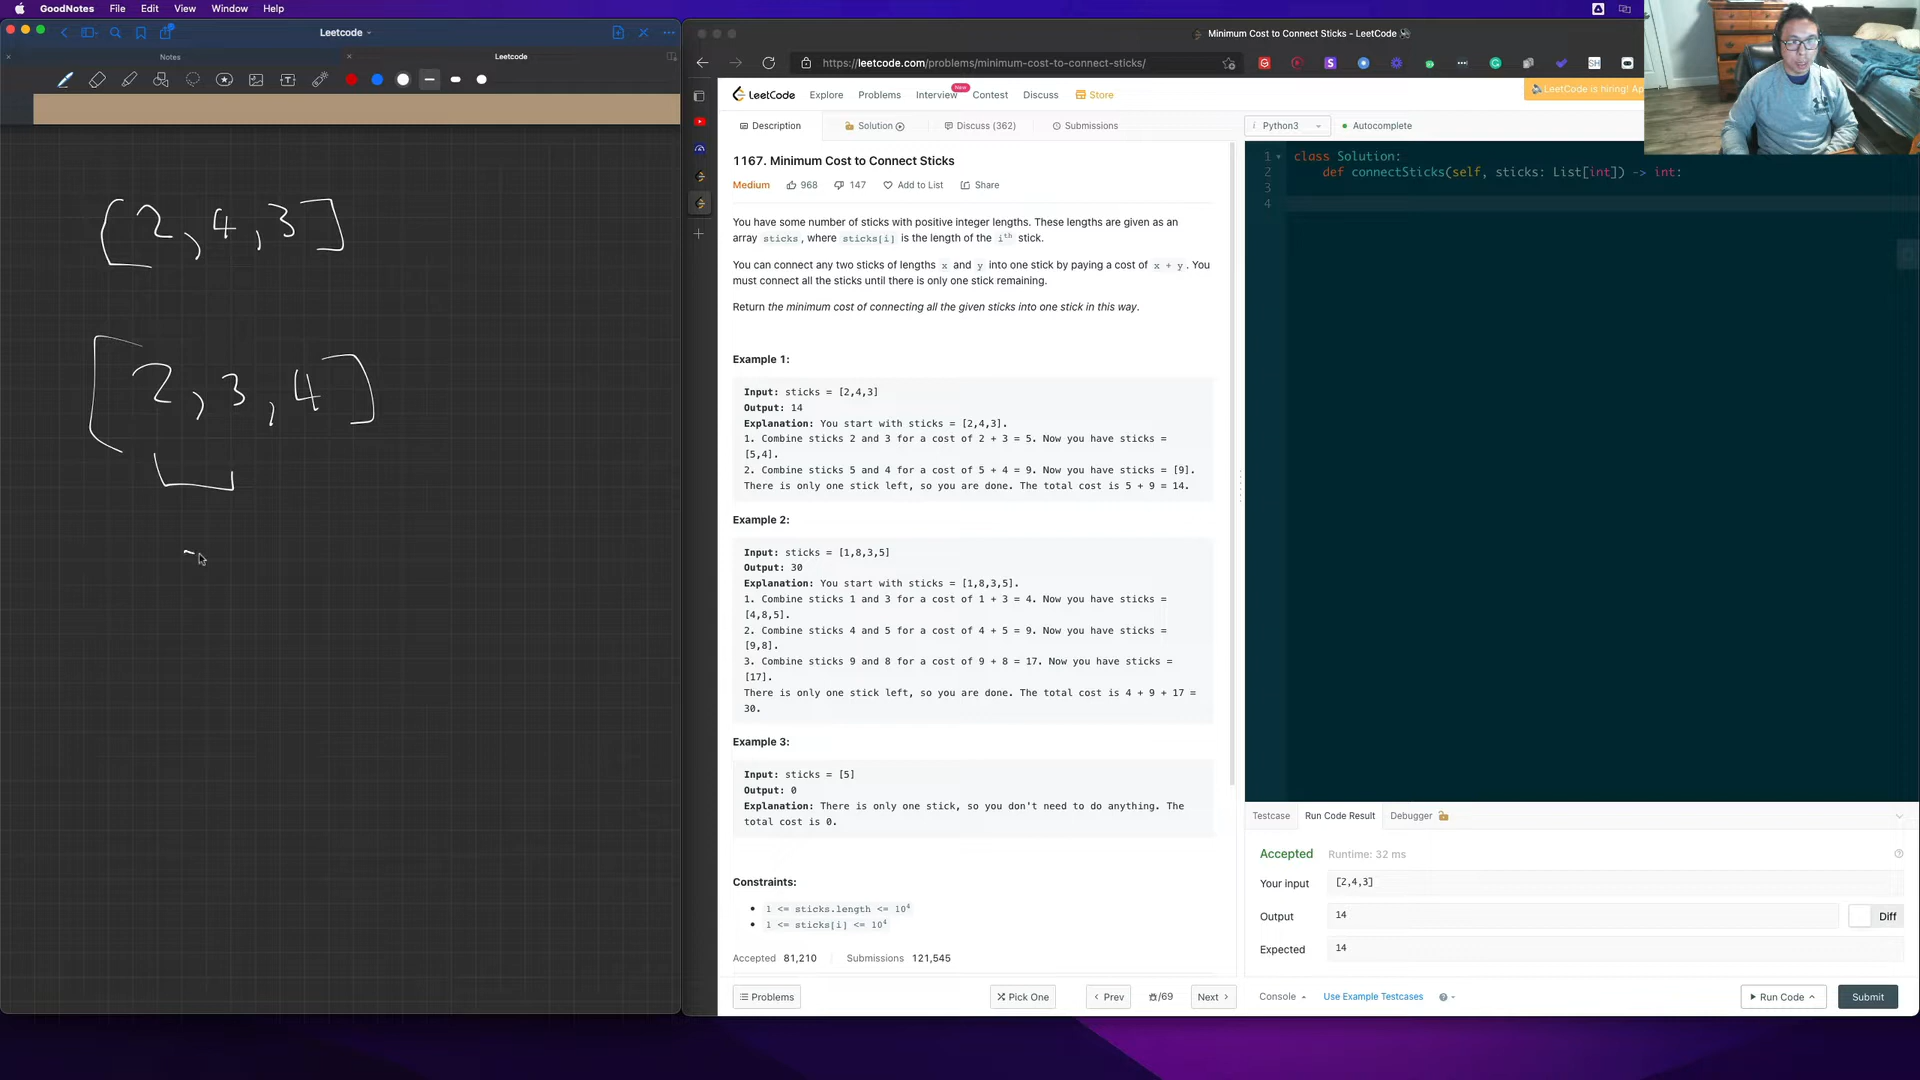 GoodNotes File Edit View Window Help
Leetcode
Notes Leetcode
[2, 4, 3]
[2, 3, 4]
Minimum Cost to Connect Sticks - LeetCode
https://leetcode.com/problems/minimum-cost-to-connect-sticks/
LeetCode Explore Problems Interview New Contest Discuss Store
LeetCode is hiring! Ap
Description Solution Discuss (362) Submissions
i Python3 Autocomplete
1167. Minimum Cost to Connect Sticks
Medium 968 147 Add to List Share
You have some number of sticks with positive integer lengths. These lengths are given as an
array sticks, where sticks[i] is the length of the ith stick.
You can connect any two sticks of lengths x and y into one stick by paying a cost of x + y. You
must connect all the sticks until there is only one stick remaining.
Return the minimum cost of connecting all the given sticks into one stick in this way.
Example 1:
Input: sticks = [2,4,3]
Output: 14
Explanation: You start with sticks = [2,4,3].
1. Combine sticks 2 and 3 for a cost of 2 + 3 = 5. Now you have sticks =
[5,4].
2. Combine sticks 5 and 4 for a cost of 5 + 4 = 9. Now you have sticks = [9].
There is only one stick left, so you are done. The total cost is 5 + 9 = 14.
Example 2:
Input: sticks = [1,8,3,5]
Output: 30
Explanation: You start with sticks = [1,8,3,5].
1. Combine sticks 1 and 3 for a cost of 1 + 3 = 4. Now you have sticks =
[4,8,5].
2. Combine sticks 4 and 5 for a cost of 4 + 5 = 9. Now you have sticks =
[9,8].
3. Combine sticks 9 and 8 for a cost of 9 + 8 = 17. Now you have sticks =
[17].
There is only one stick left, so you are done. The total cost is 4 + 9 + 17 =
30.
Example 3:
Input: sticks = [5]
Output: 0
Explanation: There is only one stick, so you don't need to do anything. The
total cost is 0.
Constraints:
1 <= sticks.length <= 10⁴
1 <= sticks[i] <= 10⁴
Accepted 81,210 Submissions 121,545
Problems Pick One Prev /69 Next
1 class Solution:
2 def connectSticks(self, sticks: List[int]) -> int:
3
4
Testcase Run Code Result Debugger
Accepted Runtime: 32 ms
Your input [2,4,3]
Output 14 Diff
Expected 14
Console Use Example Testcases Run Code Submit